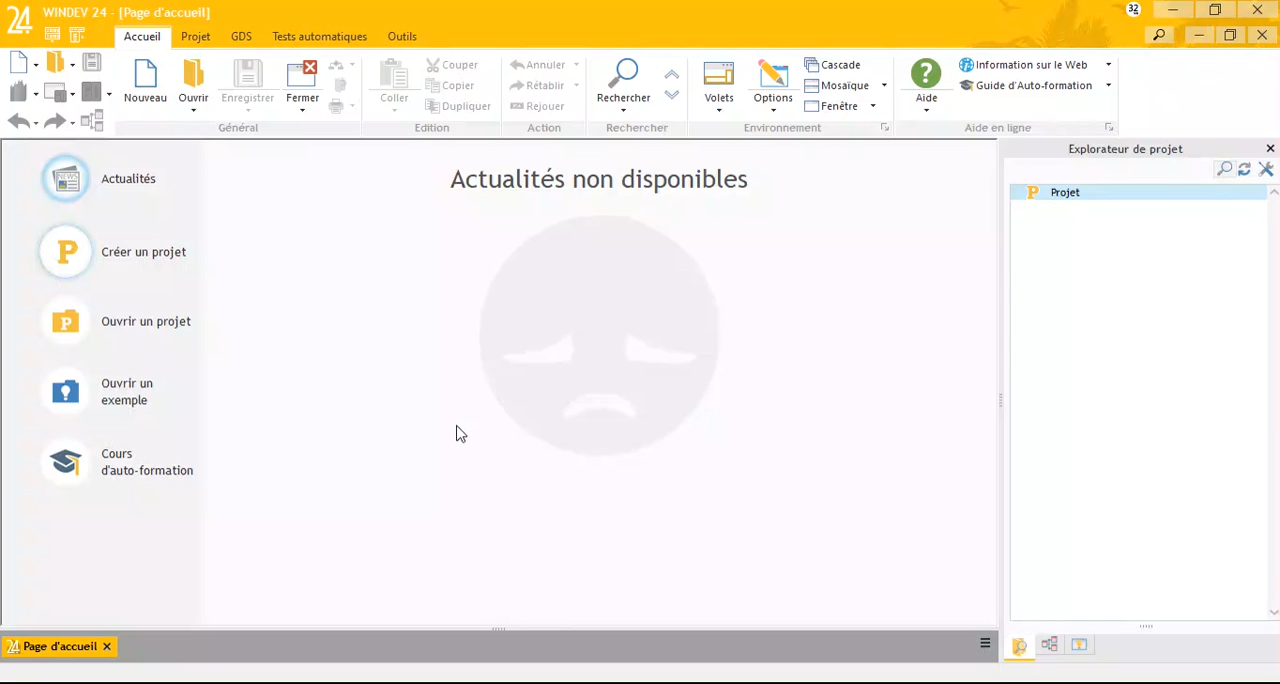 24
WINDEV 24 - [Page d'accueil]
32
Accueil Projet GDS Tests automatiques Outils
Nouveau Ouvrir Enregistrer Fermer
Général
Coller Couper
Copier
Dupliquer
Edition
Annuler
Rétablir
Rejouer
Action
Rechercher
Rechercher
Volets Options Cascade
Mosaïque
Fenêtre
Environnement
Aide Information sur le Web
Guide d'Auto-formation
Aide en ligne
NEWS
Actualités
P
Créer un projet
P
Ouvrir un projet
Ouvrir un
exemple
Cours
d'auto-formation
Actualités non disponibles
Explorateur de projet
P Projet
24 Page d'accueil